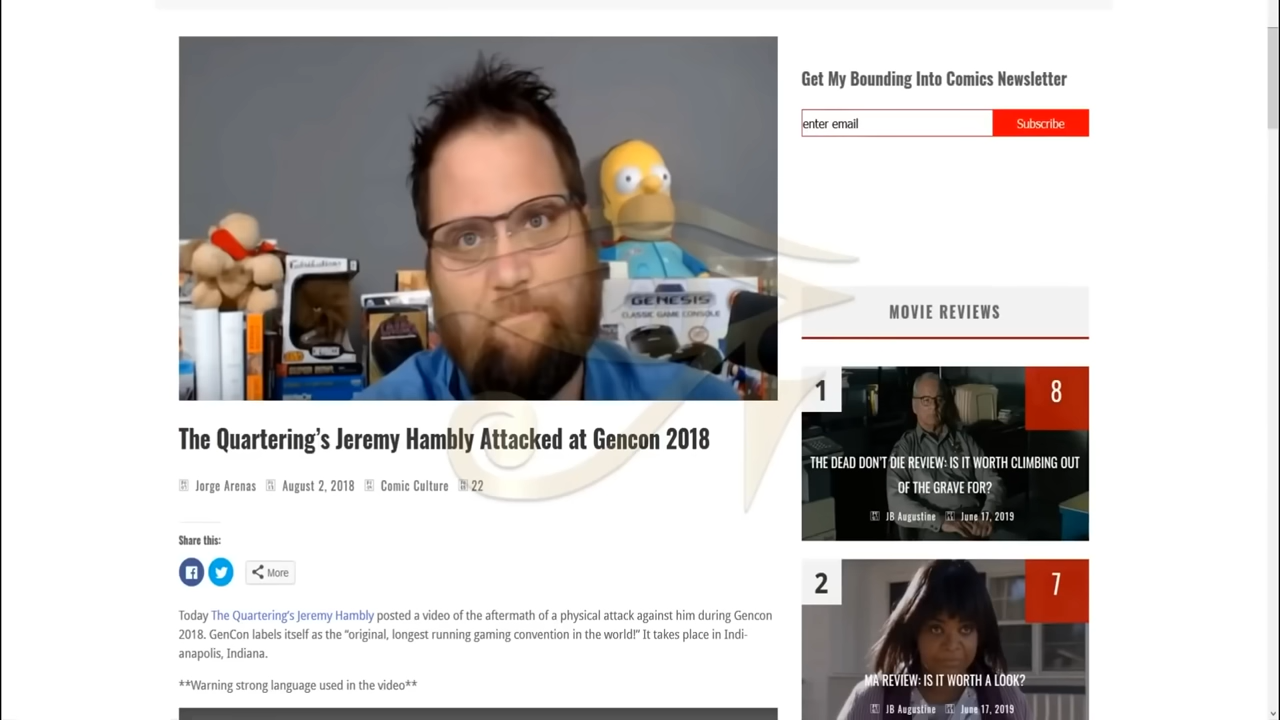 Get My Bounding Into Comics Newsletter
enter email
Subscribe
GENESIS
CLASSIC GAME CONSOLE
The Quartering's Jeremy Hambly Attacked at Gencon 2018
Jorge Arenas August 2, 2018 Comic Culture 22
Share this:
More
Today The Quartering's Jeremy Hambly posted a video of the aftermath of a physical attack against him during Gencon
2018. GenCon labels itself as the “original, longest running gaming convention in the world!” It takes place in Indi-
anapolis, Indiana.
**Warning strong language used in the video**
MOVIE REVIEWS
1
8
THE DEAD DON'T DIE REVIEW: IS IT WORTH CLIMBING OUT
OF THE GRAVE FOR?
JB Augustine June 17, 2019
2
7
MA REVIEW: IS IT WORTH A LOOK?
JB Augustine June 17, 2019